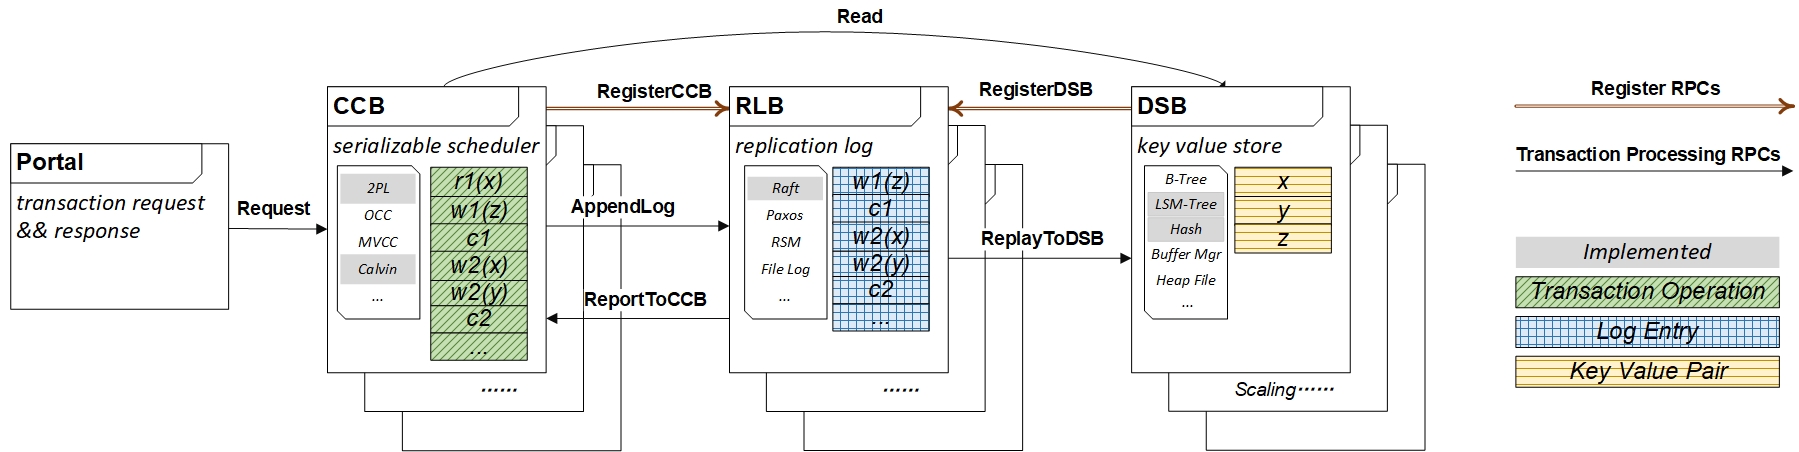 Read
Portal
transaction request
&& response
Request
CCB
serializable scheduler
2PL
OCC
MVCC
Calvin
...
r1(x)
w1(z)
c1
w2(x)
w2(y)
c2
...
......
RegisterCCB
AppendLog
ReportToCCB
RLB
replication log
Raft
Paxos
RSM
File Log
...
w1(z)
c1
w2(x)
w2(y)
c2
...
......
RegisterDSB
ReplayToDSB
DSB
key value store
B-Tree
LSM-Tree
Hash
Buffer Mgr
Heap File
...
x
y
z
Scaling······
Register RPCs
Transaction Processing RPCs
Implemented
Transaction Operation
Log Entry
Key Value Pair